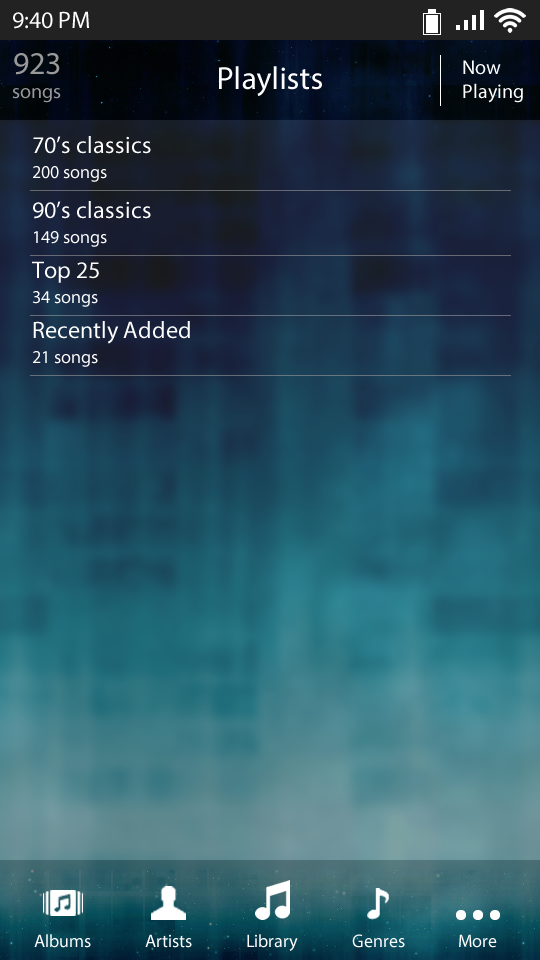 9:40 PM
923
songs
Playlists
Now
Playing
70’s classics
200 songs
90’s classics
149 songs
Top 25
34 songs
Recently Added
21 songs
Albums
Artists
Library
Genres
More